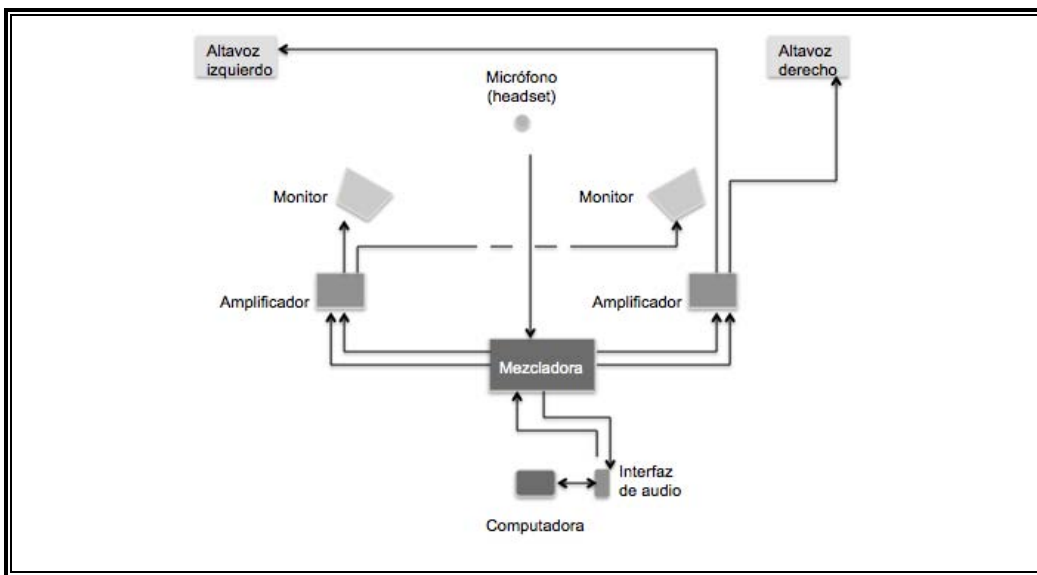 Altavoz
izquierdo
Altavoz
derecho
Micrófono
(headset)
Monitor
Monitor
Amplificador
Amplificador
Mezcladora
Interfaz
de audio
Computadora